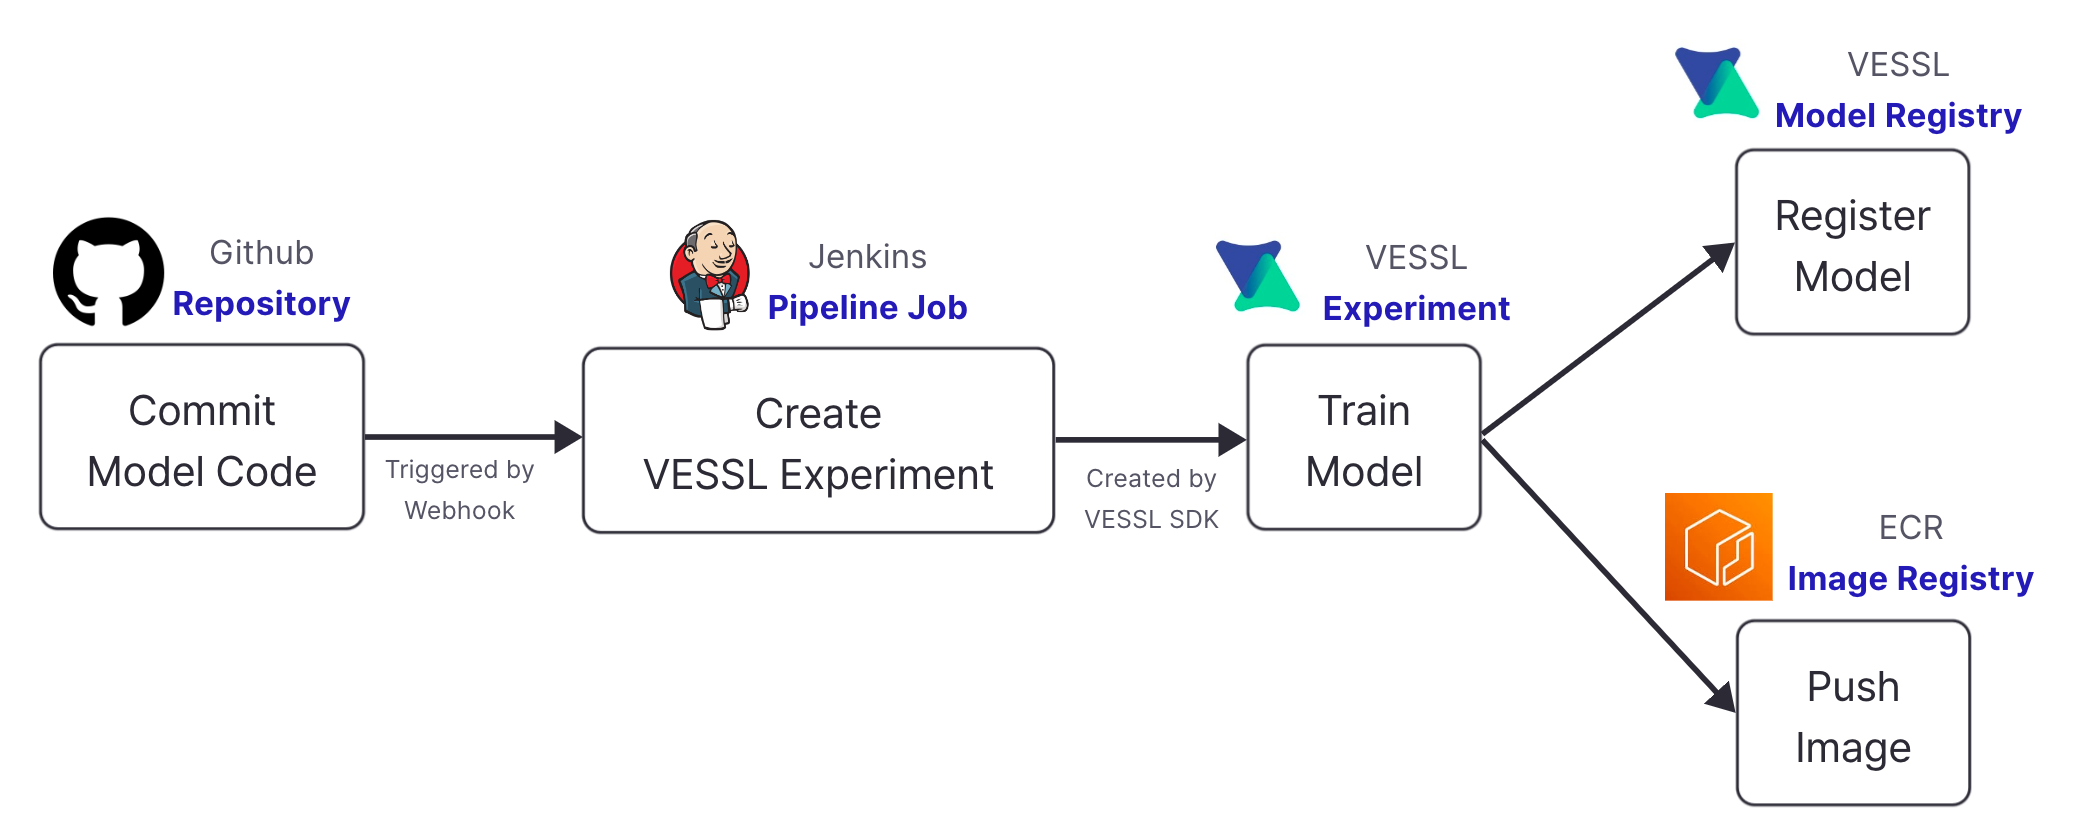 Github
Repository
Commit
Model Code
Triggered by
Webhook
Jenkins
Pipeline Job
Create
VESSL Experiment
Created by
VESSL SDK
VESSL
Experiment
Train
Model
VESSL
Model Registry
Register
Model
ECR
Image Registry
Push
Image